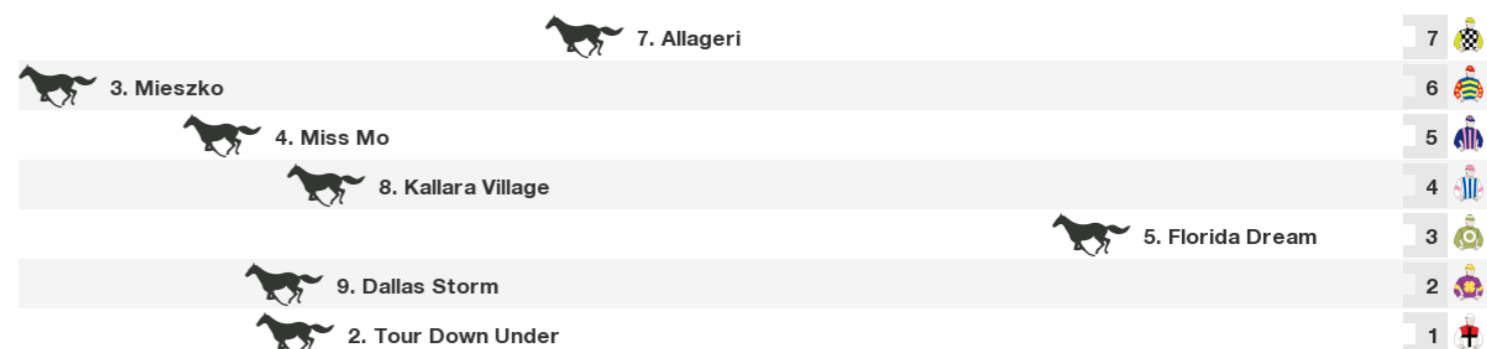 7. Allageri 7
3. Mieszko 6
4. Miss Mo 5
8. Kallara Village 4
5. Florida Dream 3
9. Dallas Storm 2
2. Tour Down Under 1